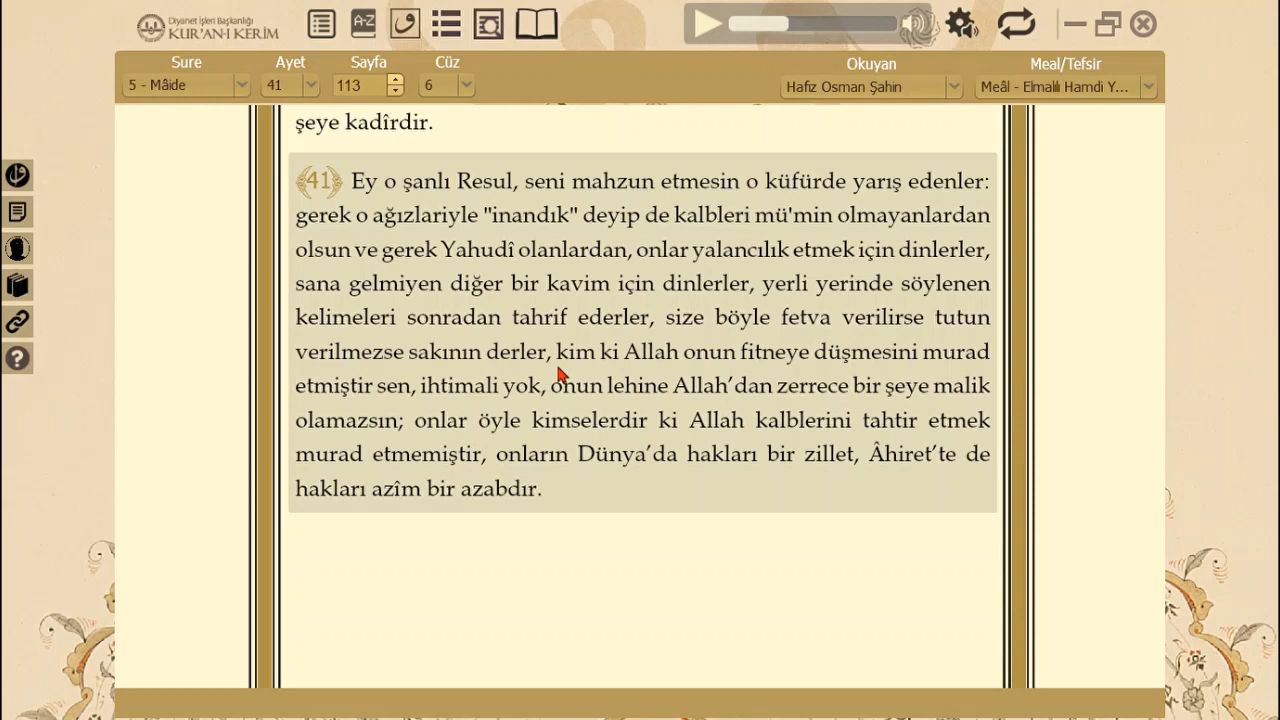 Diyanet İşleri Başkanlığı
KUR'AN-I KERİM
A-Z
Sure Ayet Sayfa Cüz Okuyan Meal/Tefsir
5 - Mâide 41 113 6 Hafız Osman Şahin Meâl - Elmalılı Hamdi Y...
şeye kadîrdir.
41 Ey o şanlı Resul, seni mahzun etmesin o küfürde yarış edenler:
gerek o ağızlariyle "inandık" deyip de kalbleri mü'min olmayanlardan
olsun ve gerek Yahudî olanlardan, onlar yalancılık etmek için dinlerler,
sana gelmiyen diğer bir kavim için dinlerler, yerli yerinde söylenen
kelimeleri sonradan tahrif ederler, size böyle fetva verilirse tutun
verilmezse sakının derler, kim ki Allah onun fitneye düşmesini murad
etmiştir sen, ihtimali yok, onun lehine Allah’dan zerrece bir şeye malik
olamazsın; onlar öyle kimselerdir ki Allah kalblerini tahtir etmek
murad etmemiştir, onların Dünya’da hakları bir zillet, Âhiret’te de
hakları azîm bir azabdır.